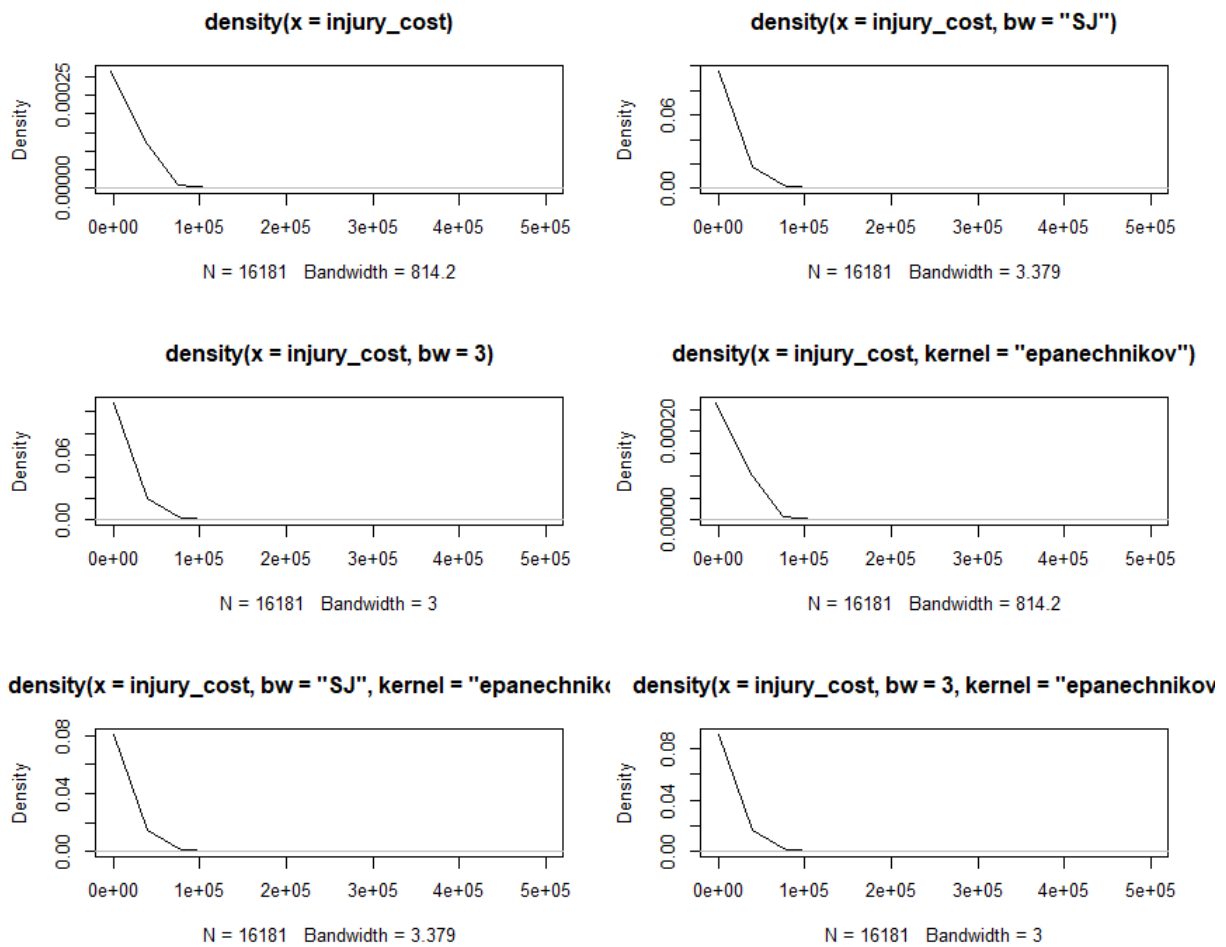 density(x = injury_cost)
Density
0.00000
0.00025
0e+00 1e+05 2e+05 3e+05 4e+05 5e+05
N = 16181 Bandwidth = 814.2
density(x = injury_cost, bw = "SJ")
Density
0.00
0.06
0e+00 1e+05 2e+05 3e+05 4e+05 5e+05
N = 16181 Bandwidth = 3.379
density(x = injury_cost, bw = 3)
Density
0.00
0.06
0e+00 1e+05 2e+05 3e+05 4e+05 5e+05
N = 16181 Bandwidth = 3
density(x = injury_cost, kernel = "epanechnikov")
Density
0.00000
0.00020
0e+00 1e+05 2e+05 3e+05 4e+05 5e+05
N = 16181 Bandwidth = 814.2
density(x = injury_cost, bw = "SJ", kernel = "epanechnik
Density
0.00
0.04
0.08
0e+00 1e+05 2e+05 3e+05 4e+05 5e+05
N = 16181 Bandwidth = 3.379
density(x = injury_cost, bw = 3, kernel = "epanechnikov
Density
0.00
0.04
0.08
0e+00 1e+05 2e+05 3e+05 4e+05 5e+05
N = 16181 Bandwidth = 3